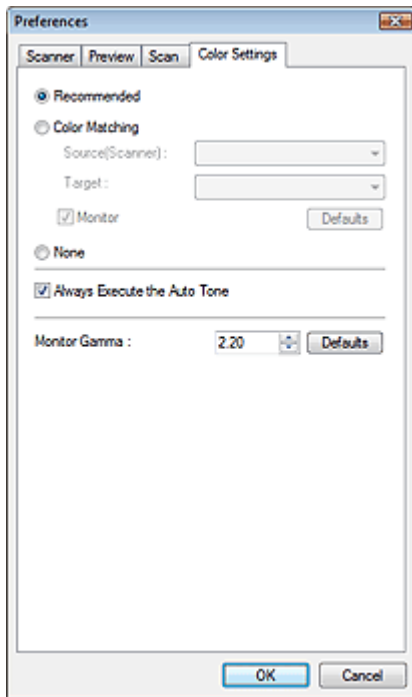 Preferences
Scanner Preview Scan Color Settings
Recommended
Color Matching
Source(Scanner) :
Target :
Monitor Defaults
None
Always Execute the Auto Tone
Monitor Gamma : 2.20 Defaults
OK Cancel